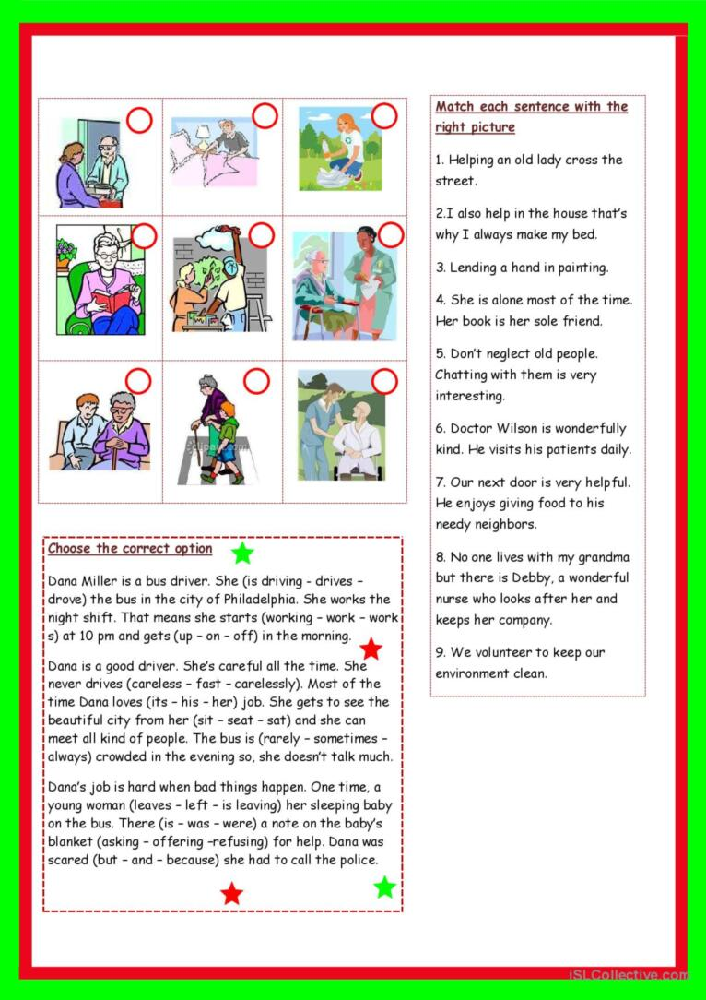 Match each sentence with the
right picture
1. Helping an old lady cross the
street.
2.I also help in the house that's
why I always make my bed.
3. Lending a hand in painting.
4. She is alone most of the time.
Her book is her sole friend.
5. Don't neglect old people.
Chatting with them is very
interesting.
6. Doctor Wilson is wonderfully
kind. He visits his patients daily.
7. Our next door is very helpful.
He enjoys giving food to his
needy neighbors.
8. No one lives with my grandma
but there is Debby, a wonderful
nurse who looks after her and
keeps her company.
9. We volunteer to keep our
environment clean.
Choose the correct option
Dana Miller is a bus driver. She (is driving - drives –
drove) the bus in the city of Philadelphia. She works the
night shift. That means she starts (working – work – work
s) at 10 pm and gets (up – on – off) in the morning.
Dana is a good driver. She's careful all the time. She
never drives (careless – fast – carelessly). Most of the
time Dana loves (its – his – her) job. She gets to see the
beautiful city from her (sit – seat – sat) and she can
meet all kind of people. The bus is (rarely – sometimes –
always) crowded in the evening so, she doesn't talk much.
Dana's job is hard when bad things happen. One time, a
young woman (leaves – left – is leaving) her sleeping baby
on the bus. There (is – was – were) a note on the baby's
blanket (asking – offering –refusing) for help. Dana was
scared (but – and – because) she had to call the police.
iSLCollective.com